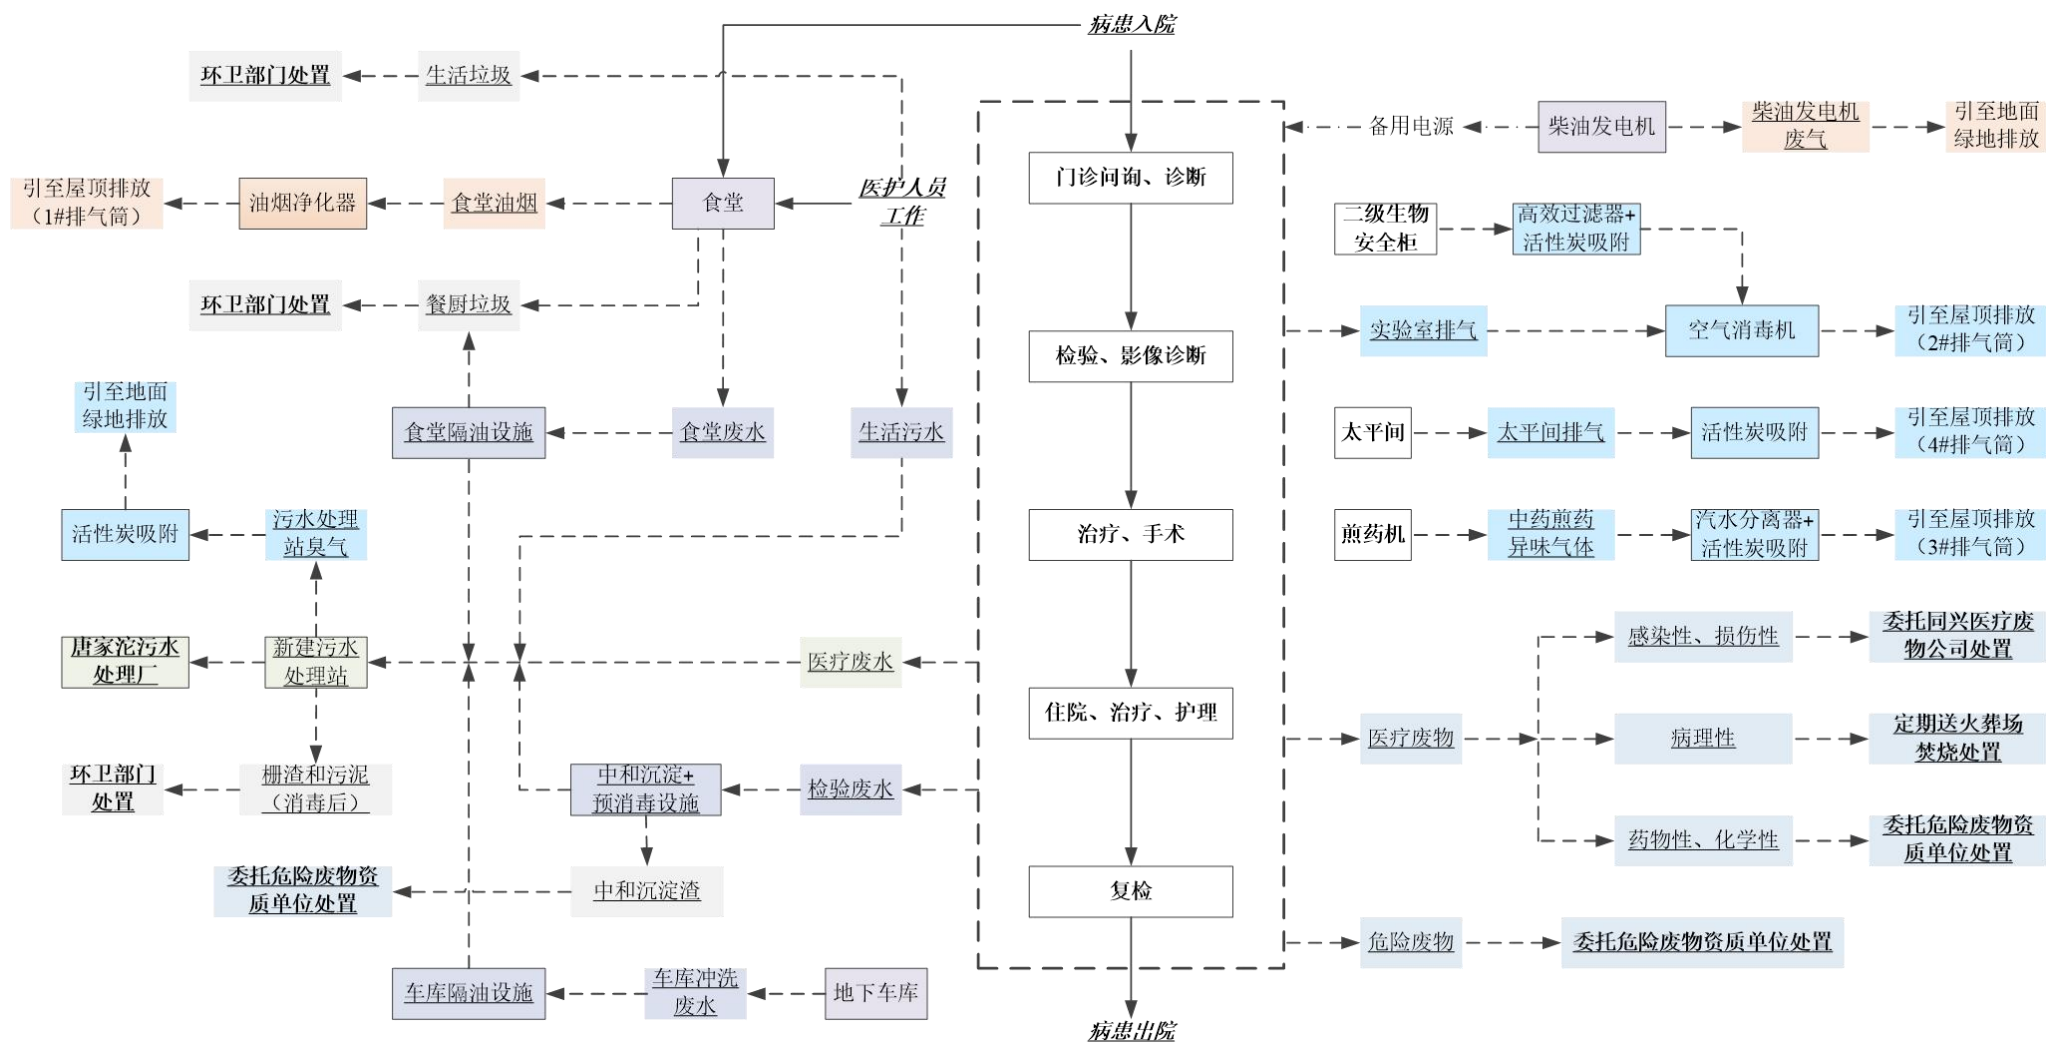 病患入院
环卫部门处置
生活垃圾
备用电源
柴油发电机
柴油发电机
废气
引至地面
绿地排放
门诊问询、诊断
引至屋顶排放
（1#排气筒）
油烟净化器
食堂油烟
食堂
医护人员
工作
二级生物
安全柜
高效过滤器+
活性炭吸附
环卫部门处置
餐厨垃圾
检验、影像诊断
实验室排气
空气消毒机
引至屋顶排放
（2#排气筒）
引至地面
绿地排放
食堂隔油设施
食堂废水
生活污水
太平间
太平间排气
活性炭吸附
引至屋顶排放
（4#排气筒）
活性炭吸附
污水处理
站臭气
治疗、手术
煎药机
中药煎药
异味气体
汽水分离器+
活性炭吸附
引至屋顶排放
（3#排气筒）
唐家沱污水
处理厂
新建污水
处理站
医疗废水
感染性、损伤性
委托同兴医疗废
物公司处置
住院、治疗、护理
医疗废物
病理性
定期送火葬场
焚烧处置
环卫部门
处置
栅渣和污泥
（消毒后）
中和沉淀+
预消毒设施
检验废水
药物性、化学性
委托危险废物资
质单位处置
委托危险废物资
质单位处置
中和沉淀渣
复检
危险废物
委托危险废物资质单位处置
车库隔油设施
车库冲洗
废水
地下车库
病患出院